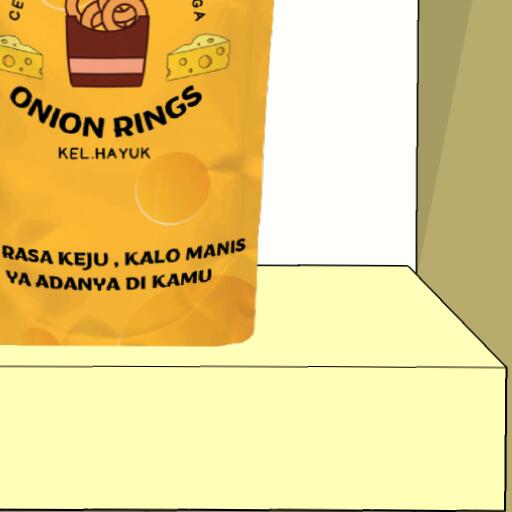 ONION RINGS
KEL.HAYUK
RASA KEJU , KALO MANIS
YA ADANYA DI KAMU